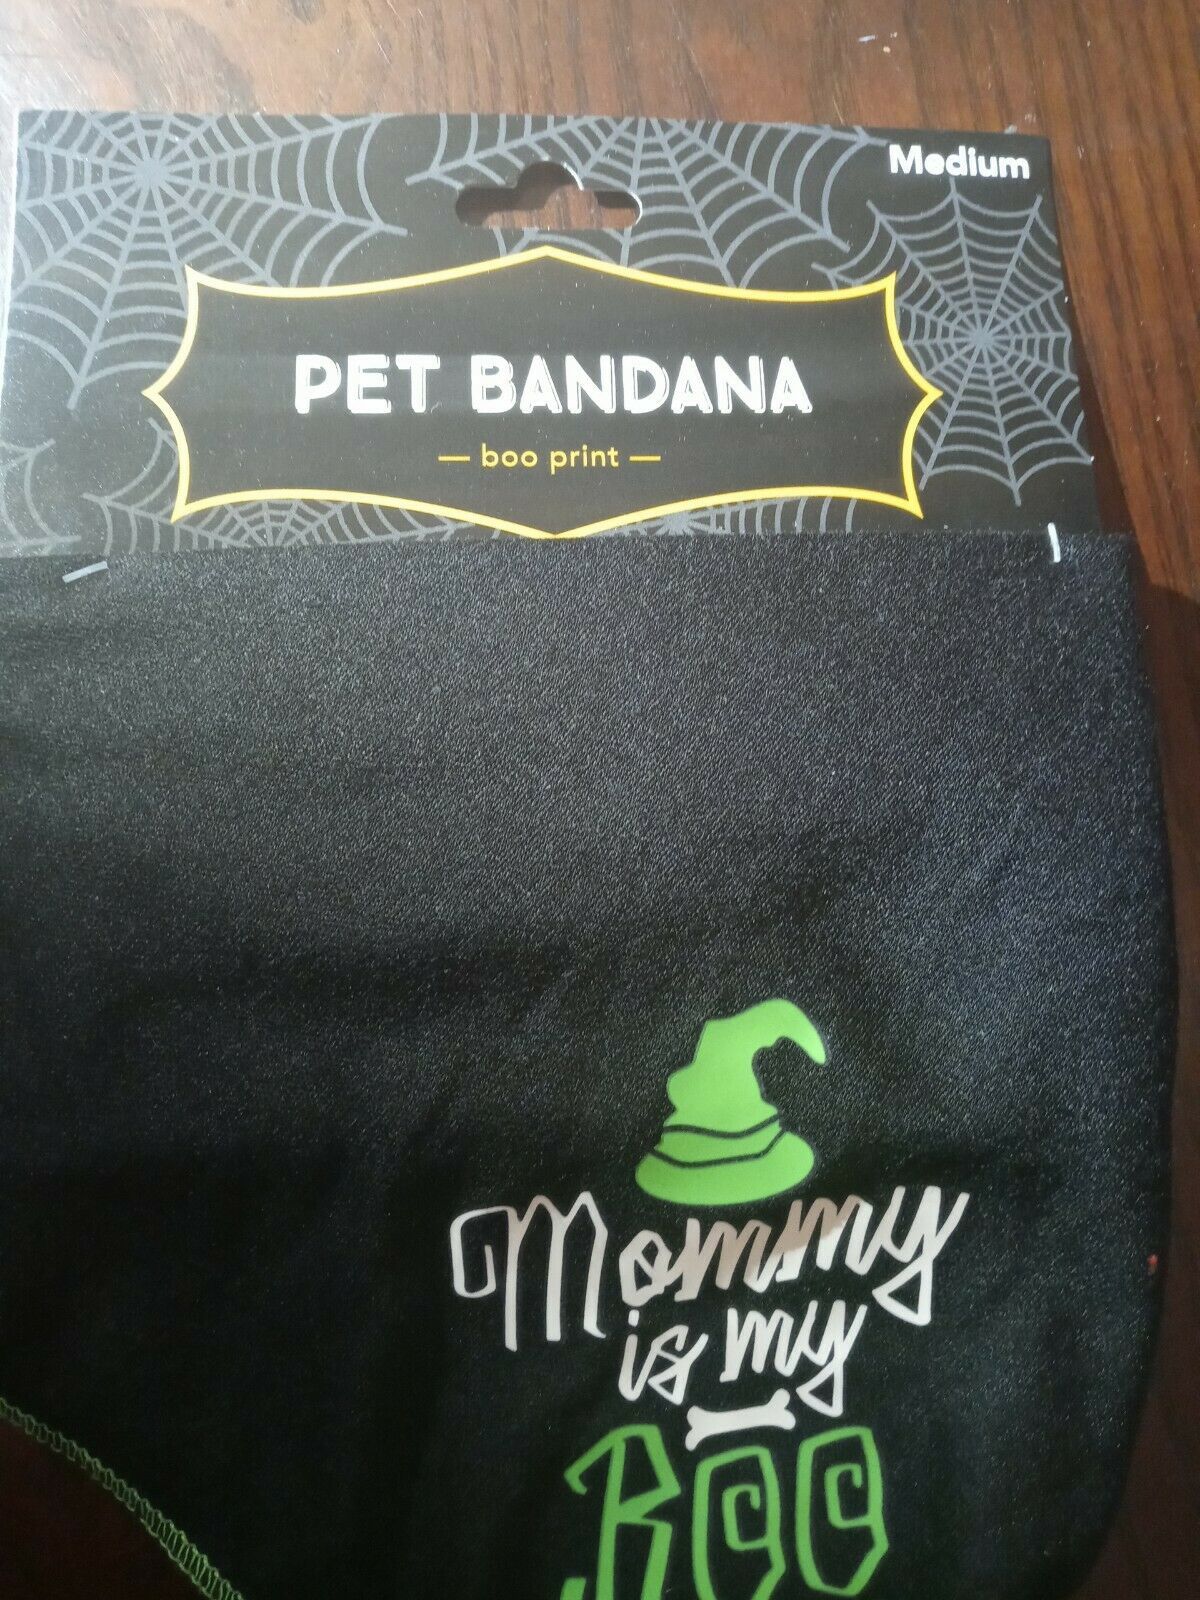 Medium
PET BANDANA
— boo print —
Mommy
is my
BOO